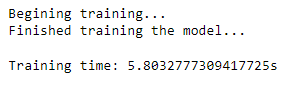 Begining training...
Finished training the model...
Training time: 5.8032777309417725s